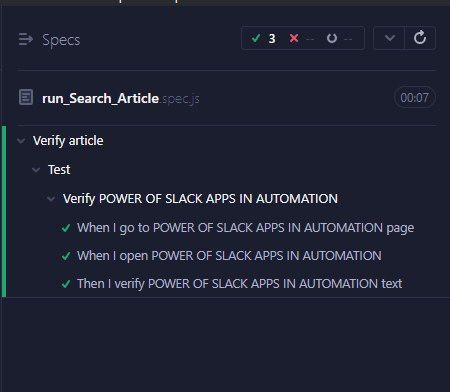 Specs
3 -- --
run_Search_Article.spec.js 00:07
Verify article
Test
Verify POWER OF SLACK APPS IN AUTOMATION
When I go to POWER OF SLACK APPS IN AUTOMATION page
When I open POWER OF SLACK APPS IN AUTOMATION
Then I verify POWER OF SLACK APPS IN AUTOMATION text